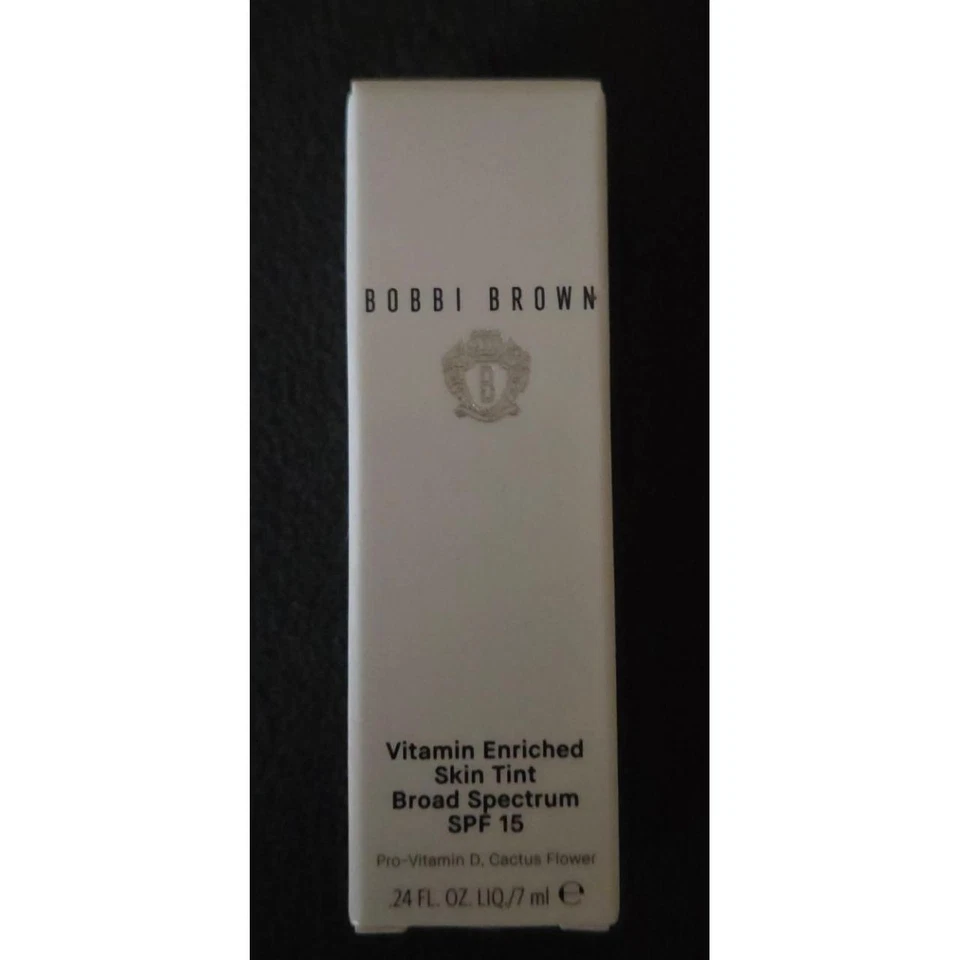 BOBBI BROWN
B
Vitamin Enriched
Skin Tint
Broad Spectrum
SPF 15
Pro-Vitamin D, Cactus Flower
.24 FL. OZ. LIQ./7 ml ℮